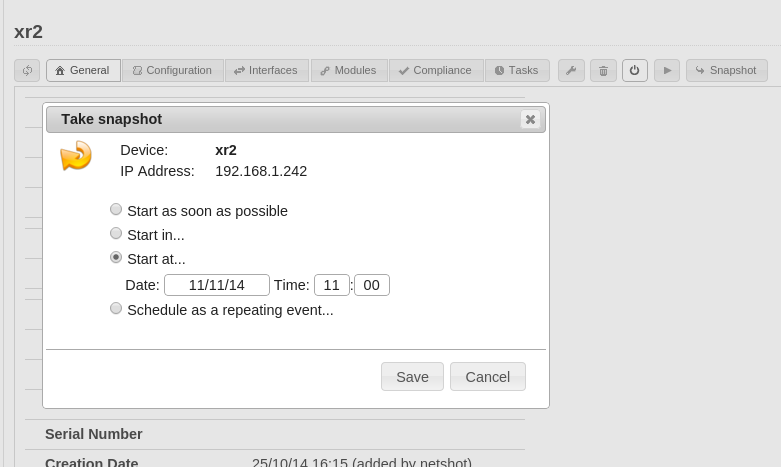 xr2
General Configuration Interfaces Modules Compliance Tasks Snapshot
Take snapshot
Device: xr2
IP Address: 192.168.1.242
Start as soon as possible
Start in...
Start at...
Date: 11/11/14 Time: 11 : 00
Schedule as a repeating event...
Save Cancel
Serial Number
Creation Date 25/10/14 16:15 (added by netshot)